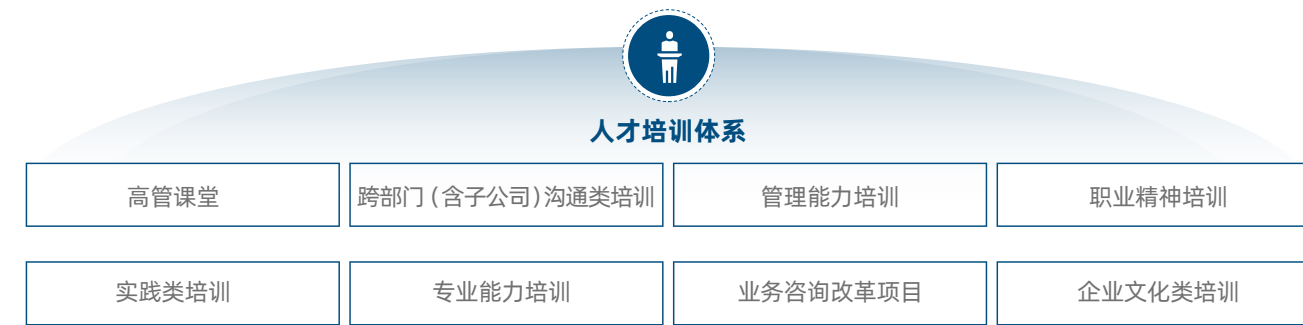 人才培训体系
高管课堂
跨部门（含子公司）沟通类培训
管理能力培训
职业精神培训
实践类培训
专业能力培训
业务咨询改革项目
企业文化类培训